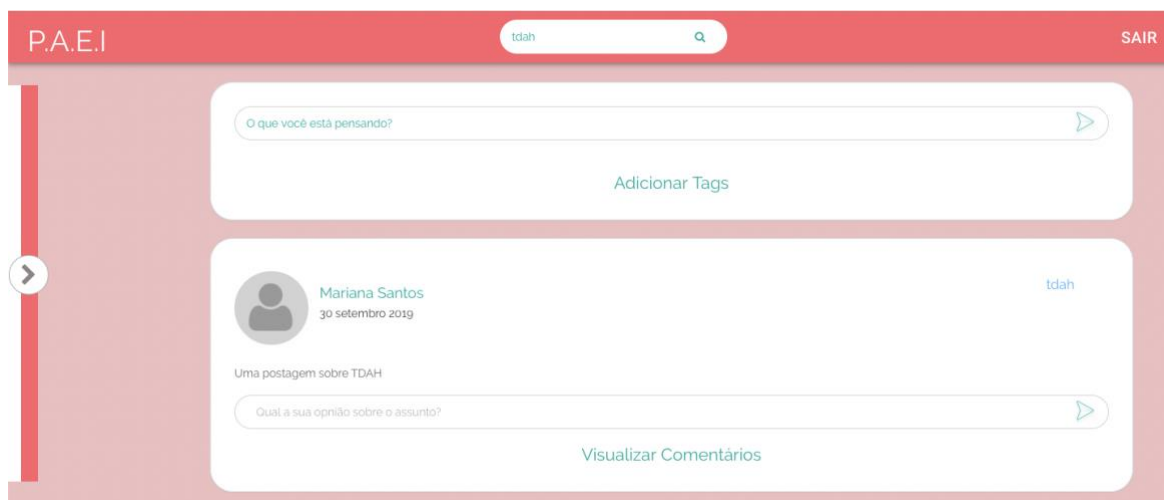 P.A.E.I
tdah
SAIR
O que você está pensando?
Adicionar Tags
Mariana Santos
tdah
30 setembro 2019
Uma postagem sobre TDAH
Qual a sua opnião sobre o assunto?
Visualizar Comentários